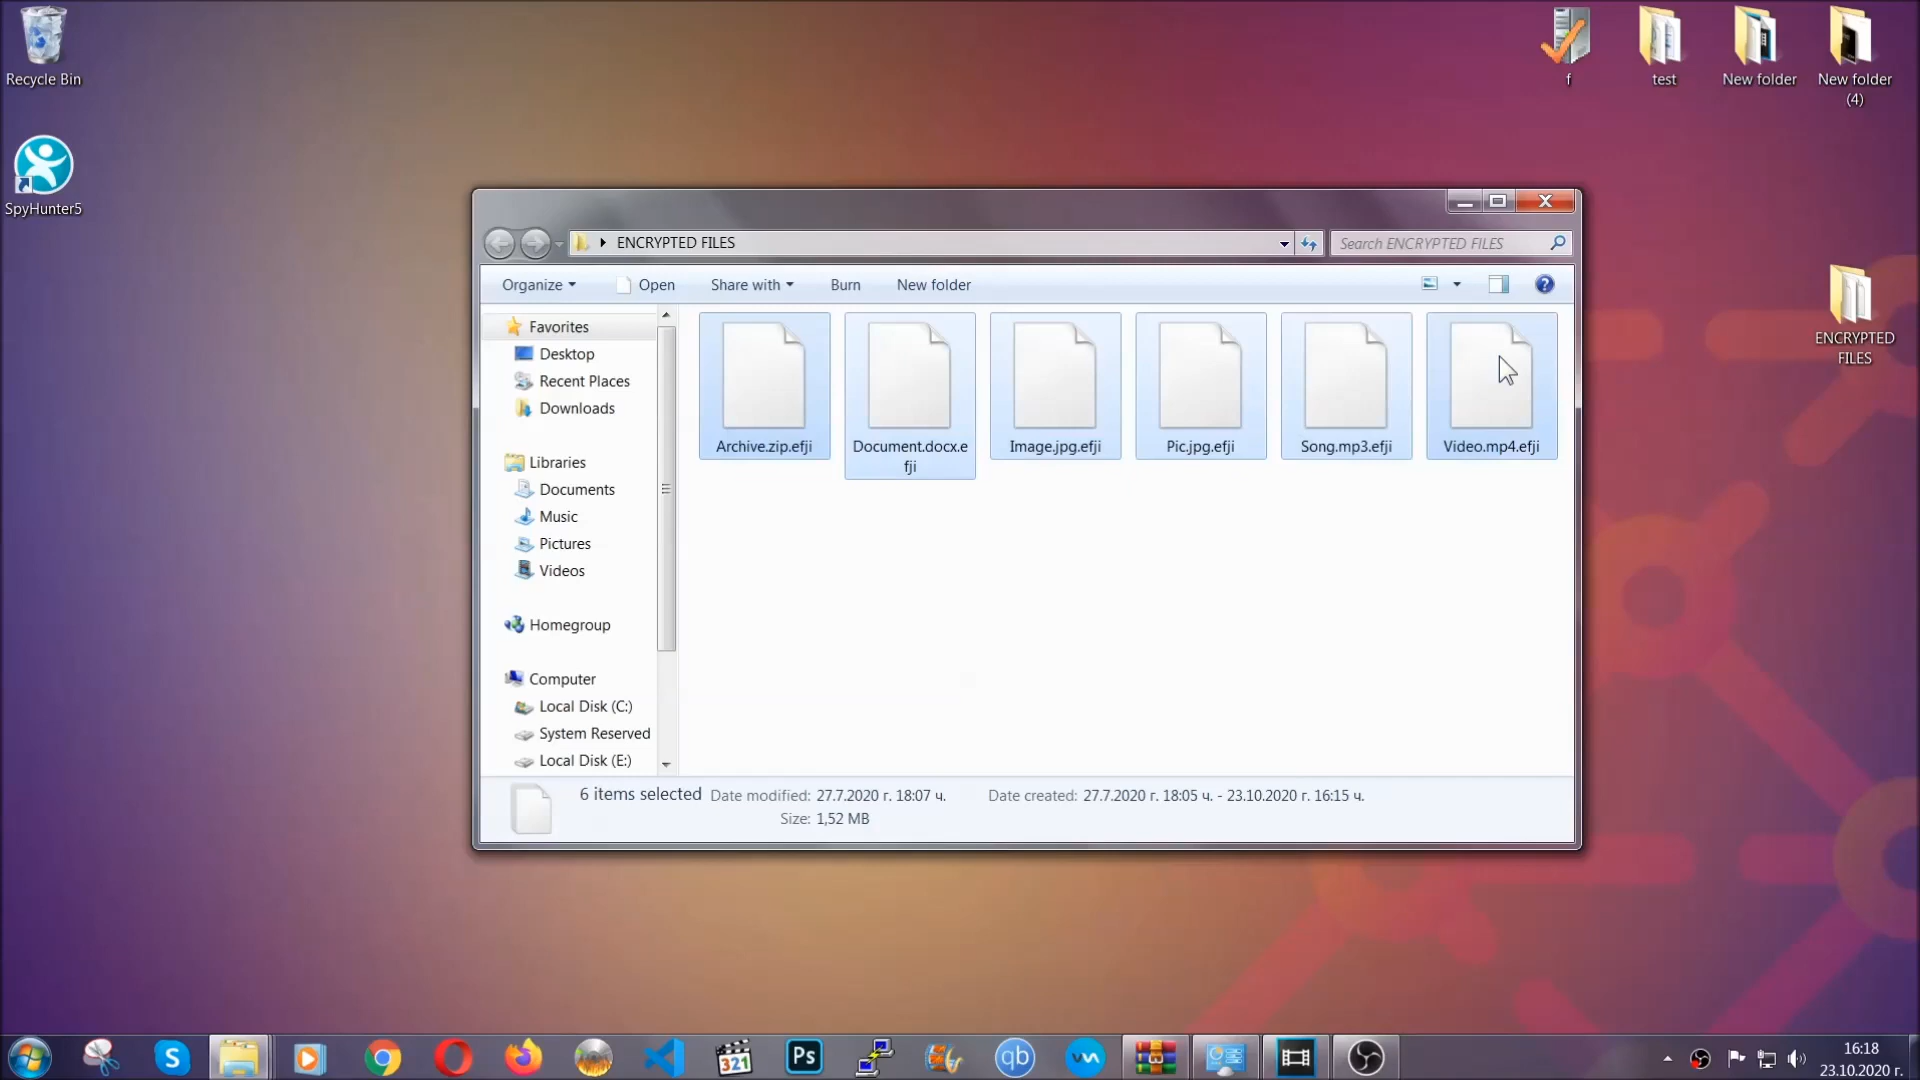 Recycle Bin
SpyHunter5
f
test
New folder
New folder
(4)
ENCRYPTED
FILES
ENCRYPTED FILES
Search ENCRYPTED FILES
Organize
Open
Share with
Burn
New folder
Favorites
Desktop
Recent Places
Downloads
Libraries
Documents
Music
Pictures
Videos
Homegroup
Computer
Local Disk (C:)
System Reserved
Local Disk (E:)
Archive.zip.efji
Document.docx.e
fji
Image.jpg.efji
Pic.jpg.efji
Song.mp3.efji
Video.mp4.efji
6 items selected
Date modified: 27.7.2020 г. 18:07 ч.
Date created: 27.7.2020 г. 18:05 ч. - 23.10.2020 г. 16:15 ч.
Size: 1,52 MB
S
321
Ps
qb
16:18
23.10.2020 г.